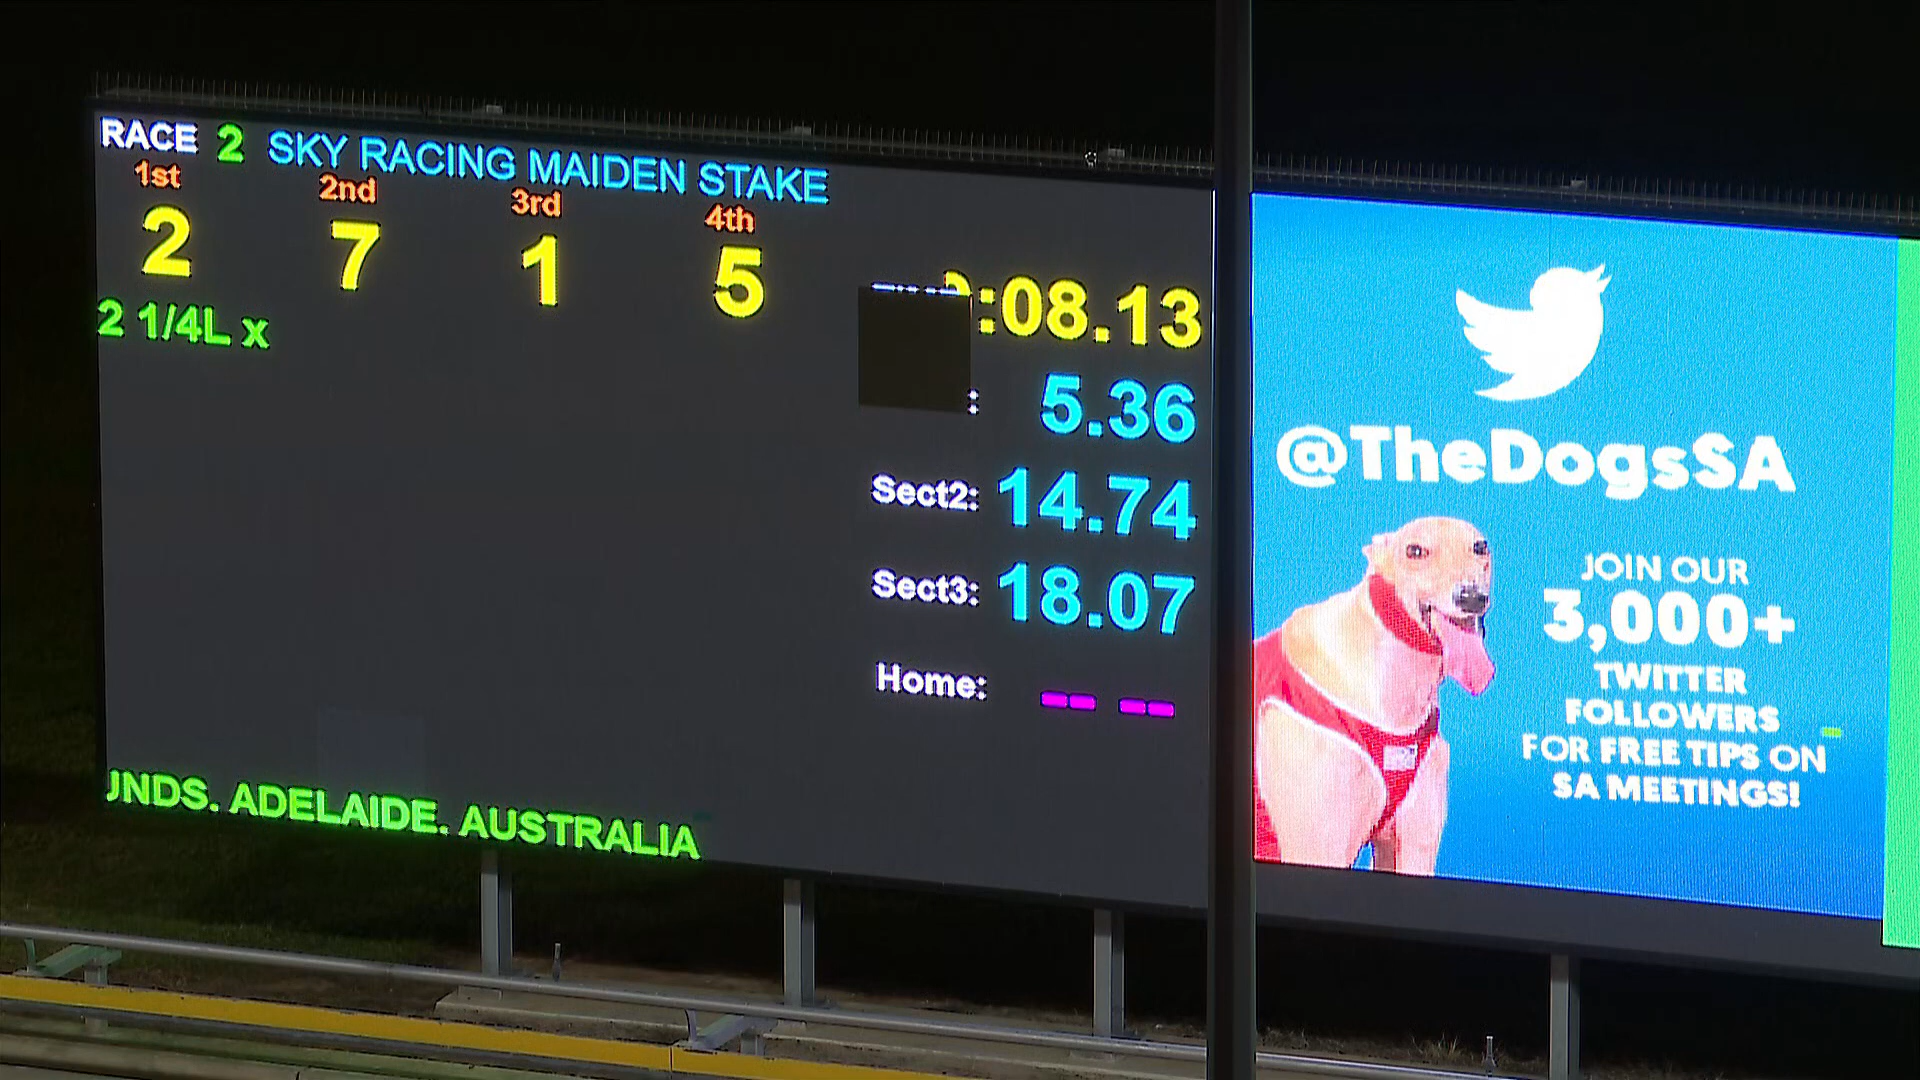 RACE 2 SKY RACING MAIDEN STAKE
1st 2nd 3rd 4th
2 7 1 5
2 1/4L x
:08.13
: 5.36
Sect2: 14.74
Sect3: 18.07
Home: -- --
UNDS. ADELAIDE. AUSTRALIA
@TheDogsSA
JOIN OUR
3,000+
TWITTER
FOLLOWERS
FOR FREE TIPS ON
SA MEETINGS!